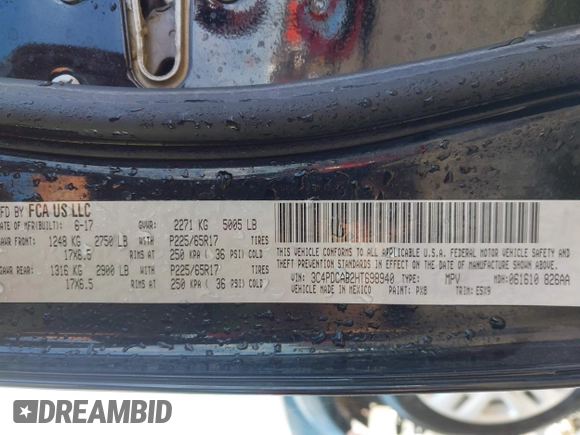 MFD BY FCA US LLC
DATE OF MFR(BUILT): 6-17 GVWR: 2271 KG 5005 LB
GAWR FRONT: 1248 KG 2750 LB WITH P225/65R17 TIRES
17X6.5 RIMS AT 250 KPA ( 36 PSI) COLD
GAWR REAR: 1316 KG 2900 LB WITH P225/65R17 TIRES
17X6.5 RIMS AT 250 KPA ( 36 PSI) COLD
THIS VEHICLE CONFORMS TO ALL APPLICABLE U.S.A. FEDERAL MOTOR VEHICLE SAFETY AND
THEFT PREVENTION STANDARDS IN EFFECT ON THE DATE OF MANUFACTURE SHOWN ABOVE.
VIN: 3C4PDCAB2HT698940 TYPE: MPV MDH: 061610 826AA
VEHICLE MADE IN MEXICO PAINT: PX8 TRIM: E5X9
DREAMBID